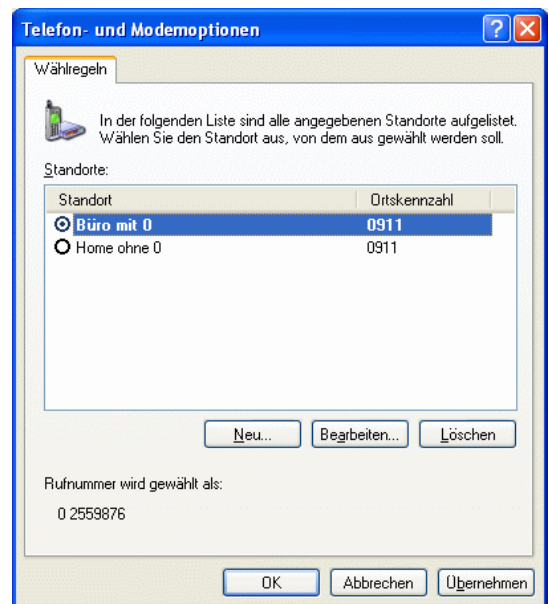 Telefon- und Modemoptionen
Wählregeln
In der folgenden Liste sind alle angegebenen Standorte aufgelistet.
Wählen Sie den Standort aus, von dem aus gewählt werden soll.
Standorte:
Standort Ortskennzahl
Büro mit 0 0911
Home ohne 0 0911
Neu... Bearbeiten... Löschen
Rufnummer wird gewählt als:
0 2559876
OK Abbrechen Übernehmen